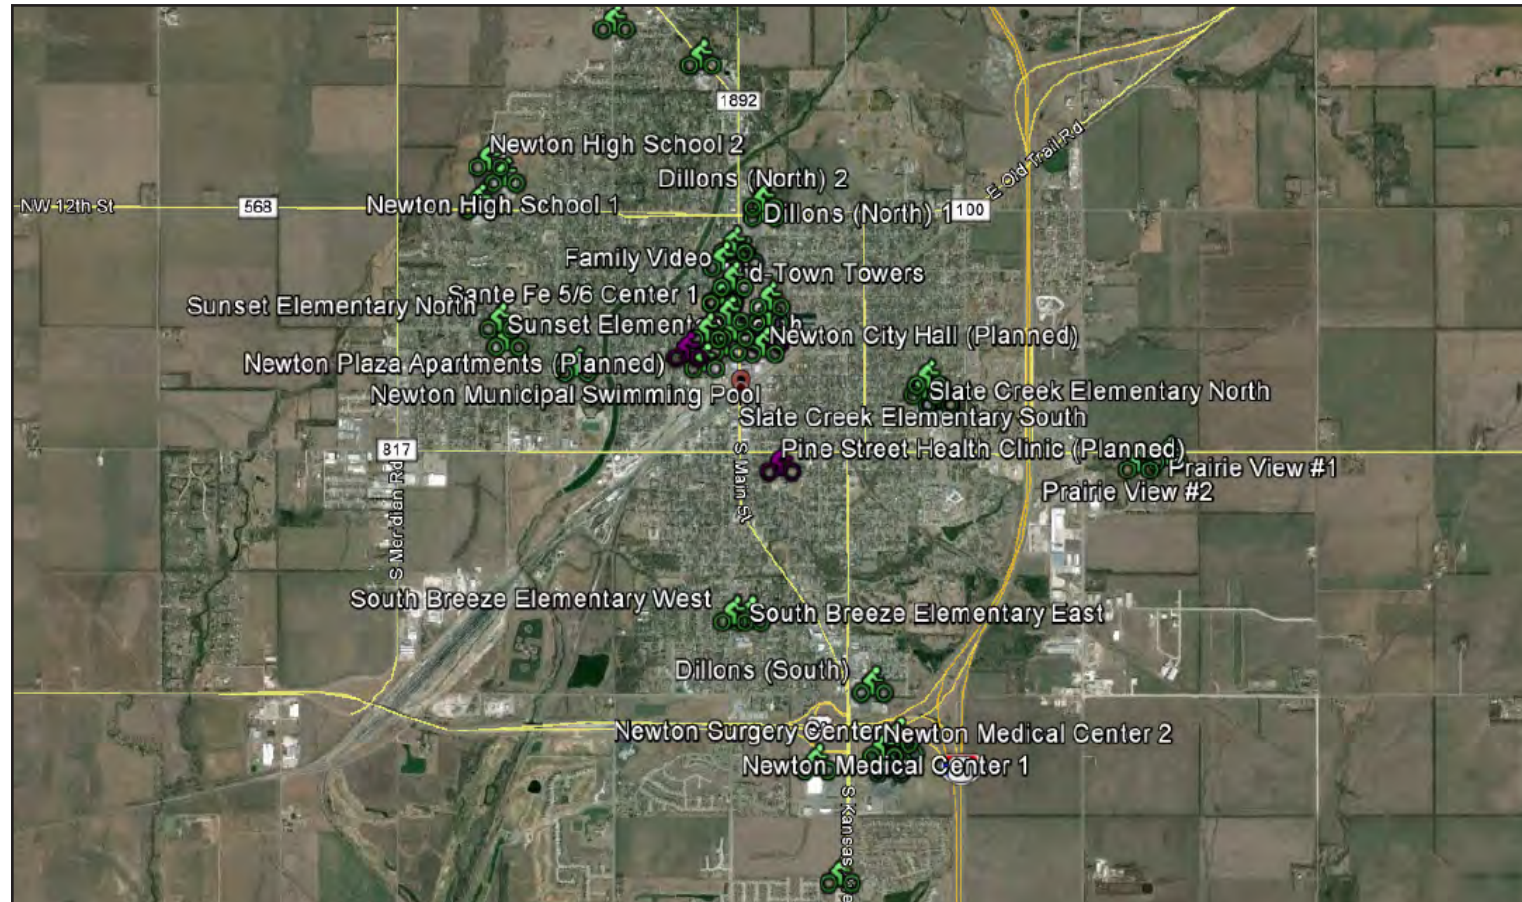 1892
Newton High School 2
Dillons (North) 2
E Old Trail Rd
NW 12th St
568
Newton High School 1
Dillons (North) 1
100
Family Video
Mid-Town Towers
Sante Fe 5/6 Center 1
Sunset Elementary North
Sunset Element
Newton City Hall (Planned)
Newton Plaza Apartments (Planned)
Newton Municipal Swimming Pool
Slate Creek Elementary North
Slate Creek Elementary South
817
Pine Street Health Clinic (Planned)
Prairie View #1
Prairie View #2
S Main St
S Meridian Rd
South Breeze Elementary West
South Breeze Elementary East
Dillons (South)
Newton Surgery Center
Newton Medical Center 2
Newton Medical Center 1
S Kansas